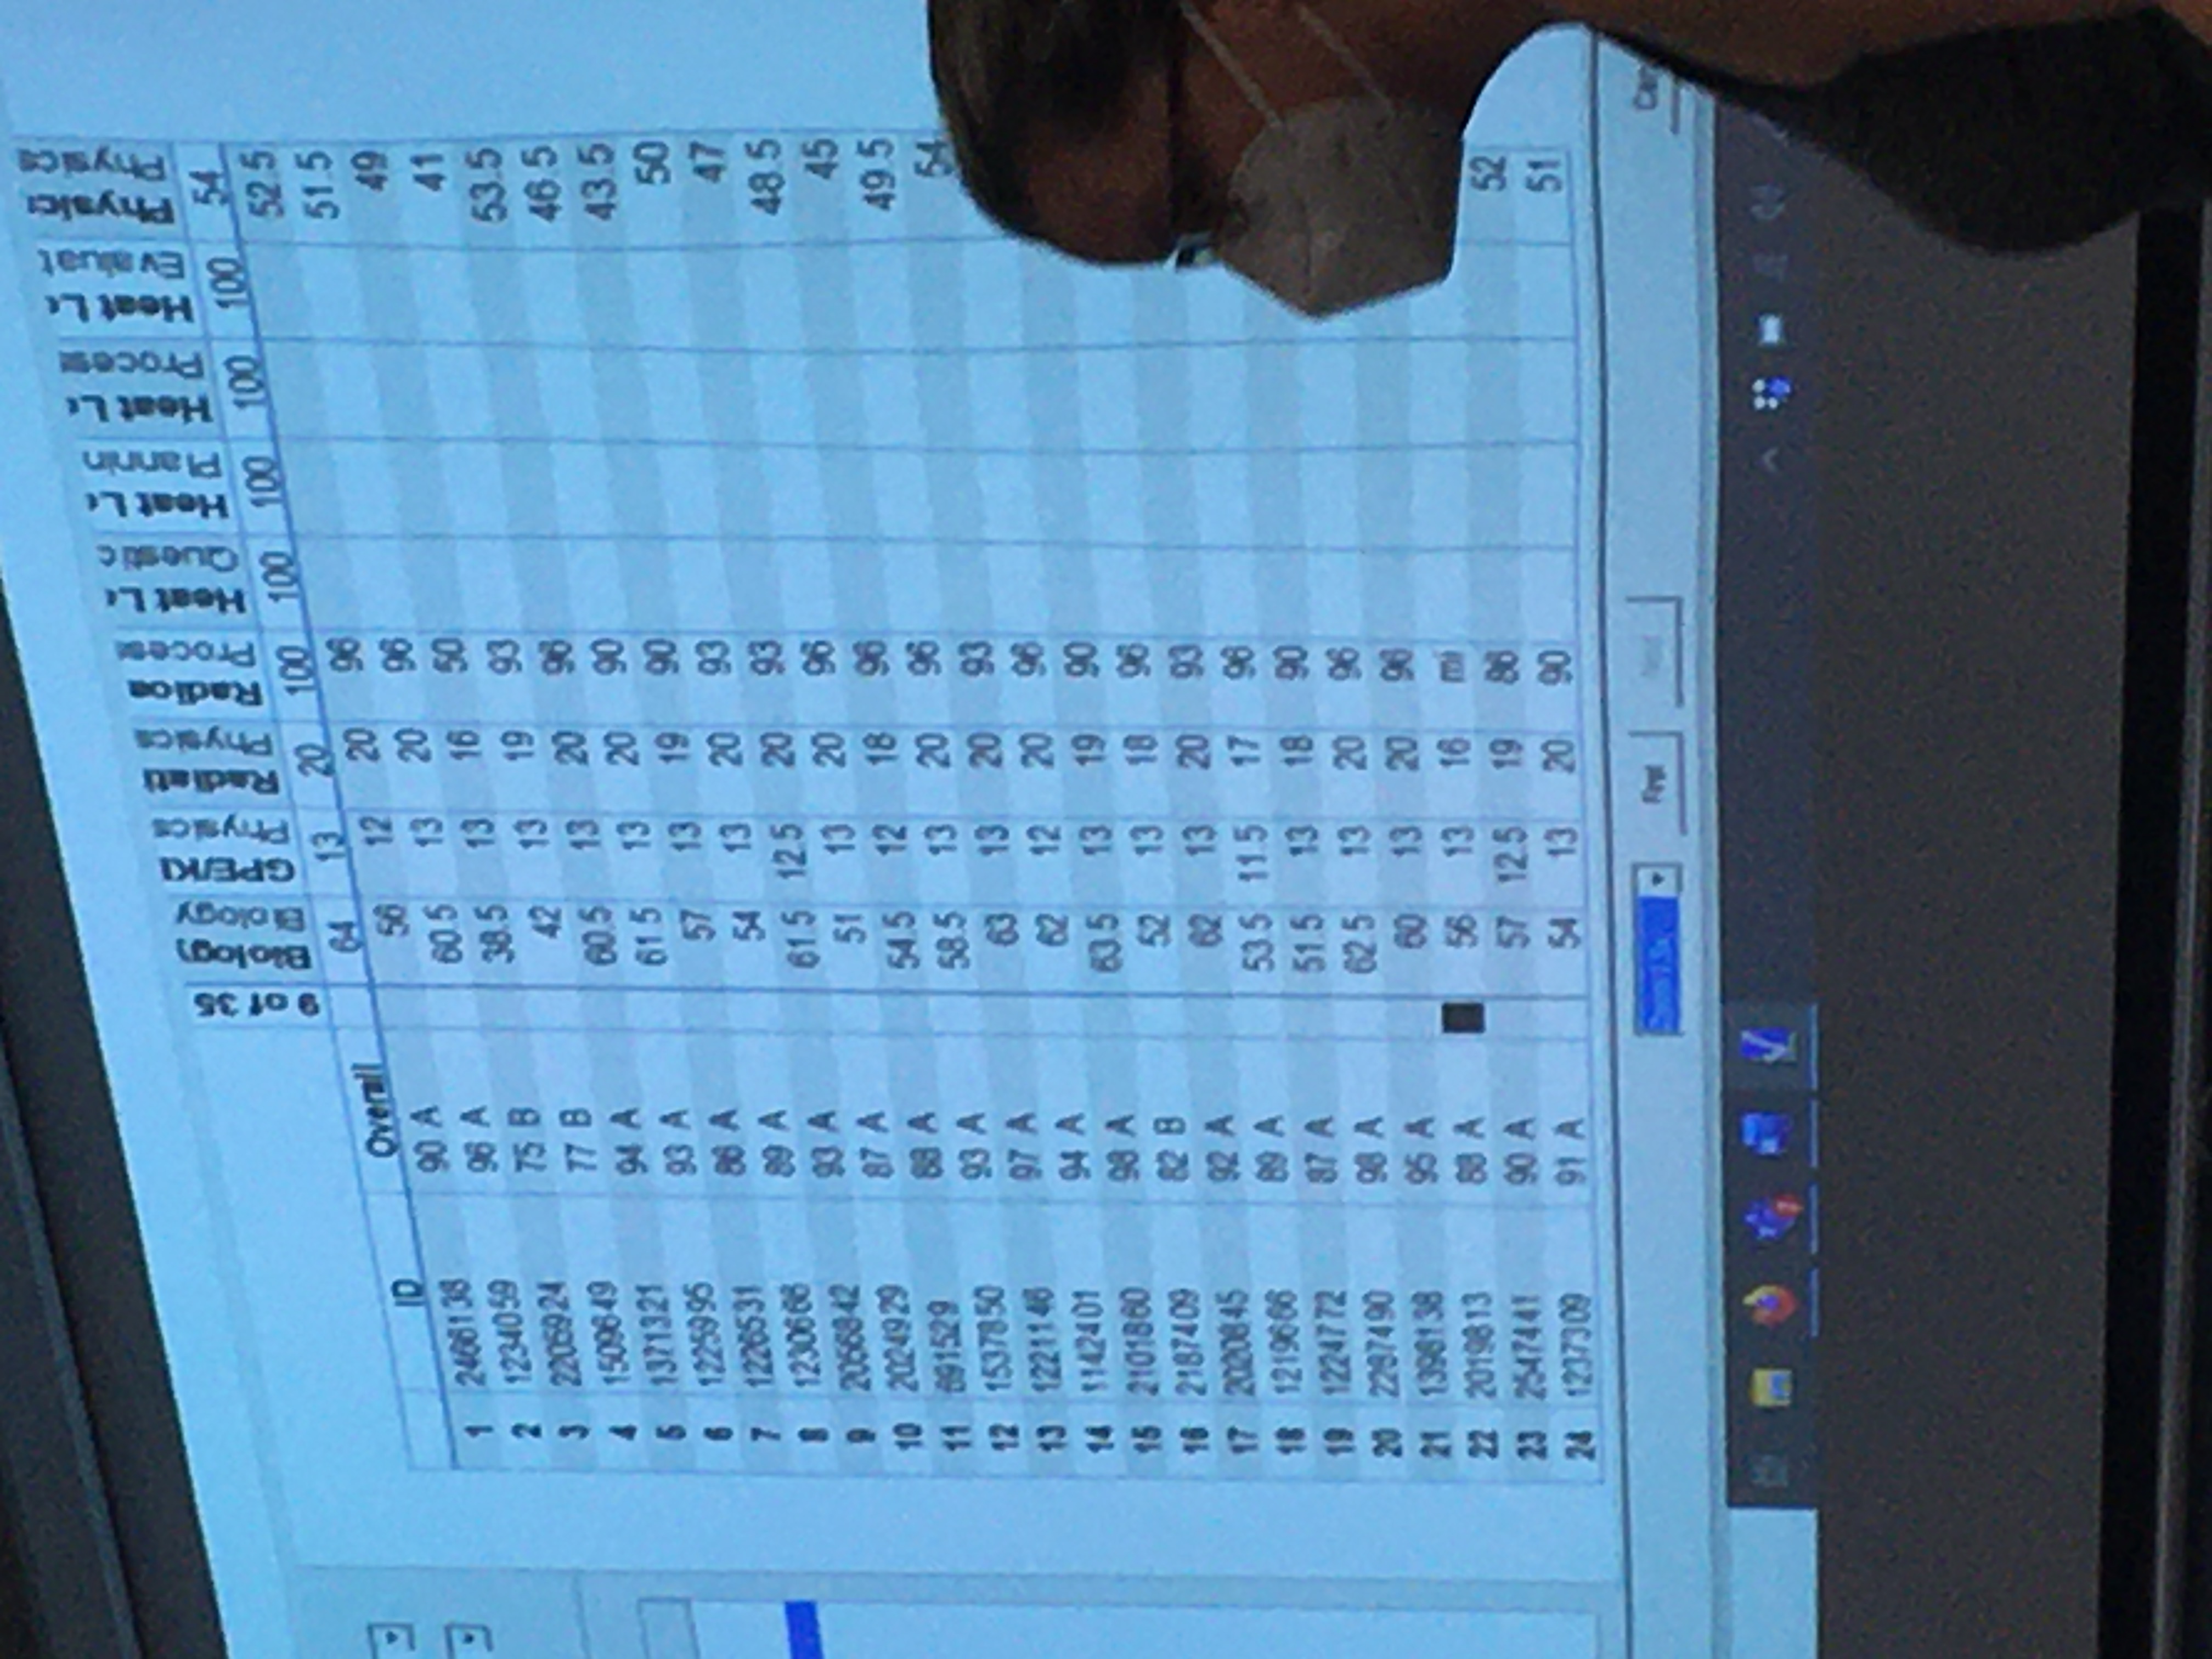 9 of 35
Biology Biology
GPE/KI Physics
Radiati Physics
Radioa Proces
Heat Lo Questic
Heat Lo Plannin
Heat Lo Proces
Heat Lo Evaluat
Physics Physics
ID Overall 64 13 20 100 100 100 100 100 54
1 2466138 90 A 56 12 20 96 52.5
2 1234059 96 A 60.5 13 20 96 51.5
3 2205924 75 B 38.5 13 16 50 49
4 1509649 77 B 42 13 19 93 41
5 1371321 94 A 60.5 13 20 96 53.5
6 1225995 93 A 61.5 13 20 90 46.5
7 1226531 86 A 57 13 19 90 43.5
8 1230666 89 A 54 13 20 93 50
9 2056842 93 A 61.5 12.5 20 93 47
10 2024929 87 A 51 13 20 96 48.5
11 691529 88 A 54.5 12 18 96 45
12 1537850 93 A 58.5 13 20 96 49.5
13 1221146 97 A 63 13 20 93 54
14 1142401 94 A 62 12 20 96
15 2101860 98 A 63.5 13 19 90
16 2187409 82 B 52 13 18 96
17 2020845 92 A 62 13 20 93
18 1219666 89 A 53.5 11.5 17 96
19 1224772 87 A 51.5 13 18 90
20 2267490 98 A 62.5 13 20 96
21 1398138 95 A 60 13 20 96
22 2019813 88 A 56 13 16 mi
23 2547441 90 A 57 12.5 19 86 52
24 1237309 91 A 54 13 20 90 51
First Next